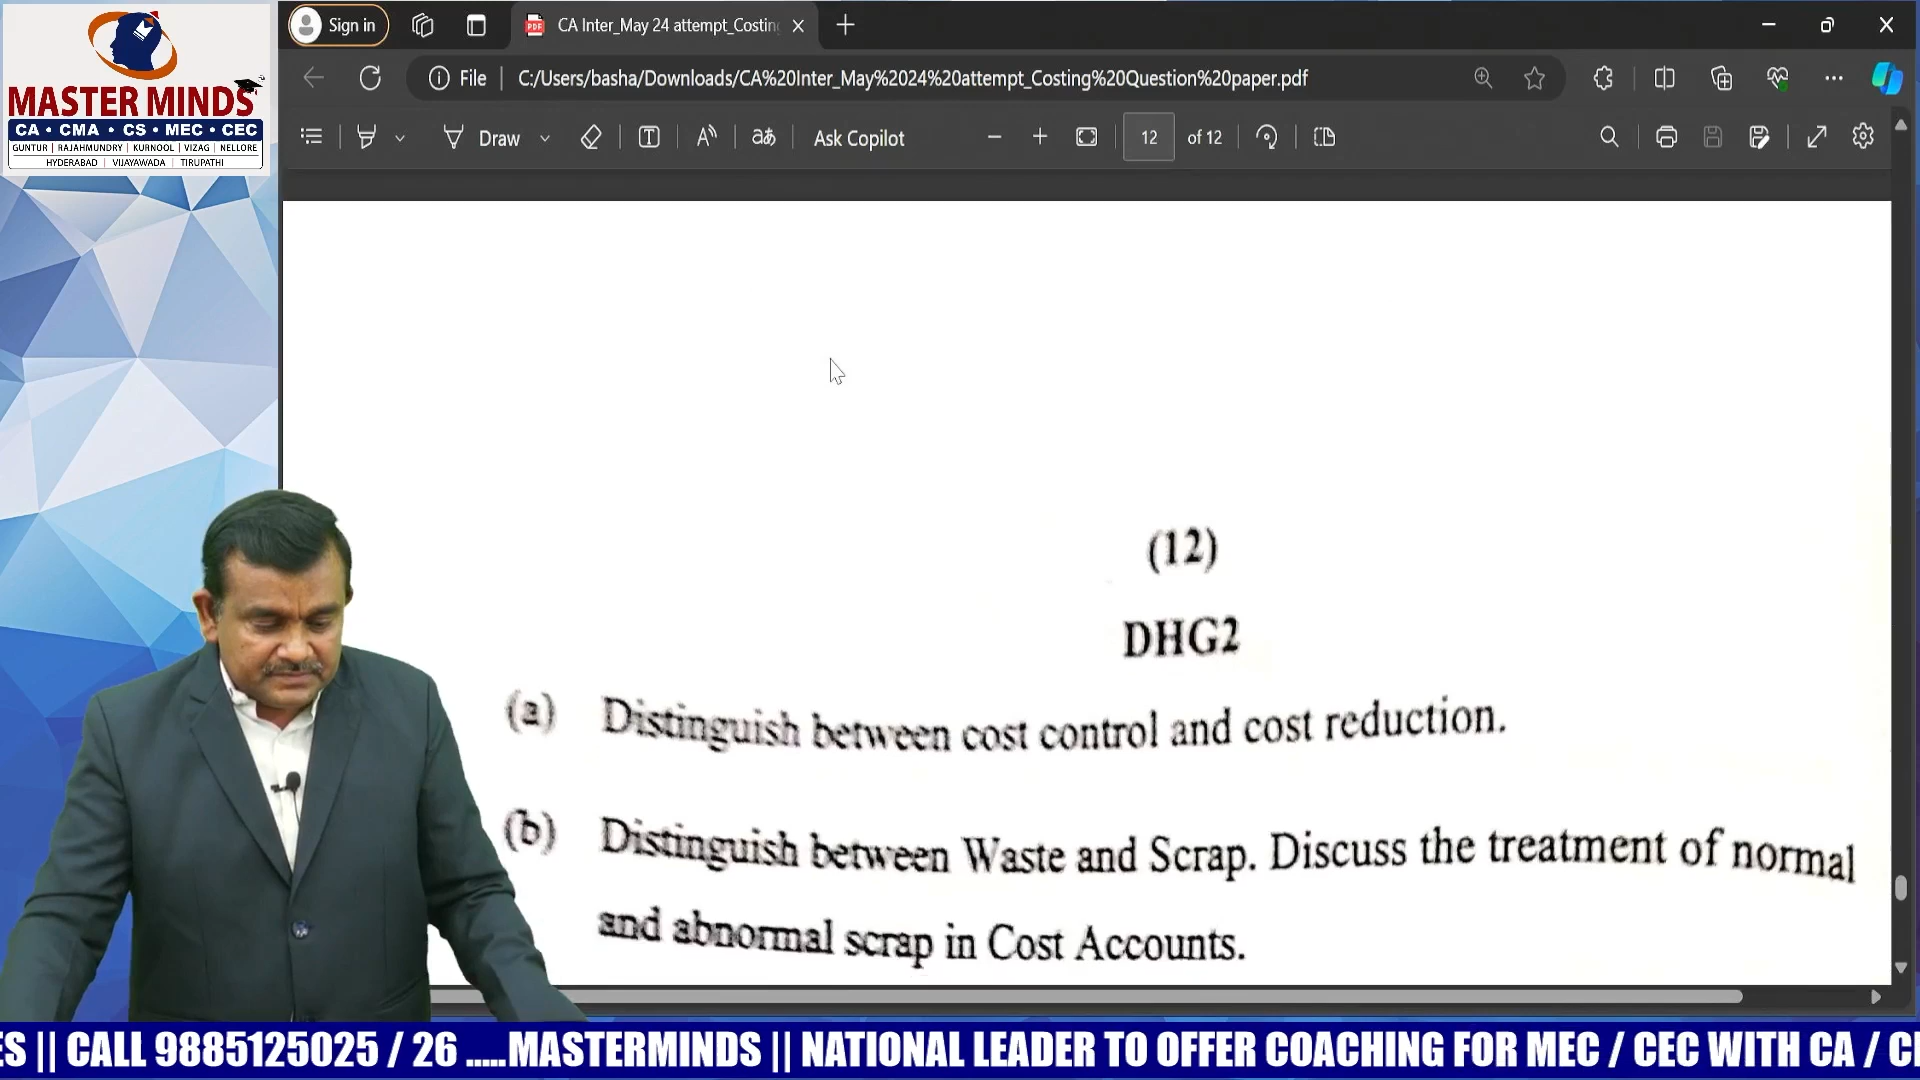 MASTER MINDS
CA • CMA • CS • MEC • CEC
GUNTUR | RAJAHMUNDRY | KURNOOL | VIZAG | NELLORE
HYDERABAD | VIJAYAWADA | TIRUPATHI
Sign in
PDF
CA Inter_May 24 attempt_Costin
File
C:/Users/basha/Downloads/CA%20Inter_May%2024%20attempt_Costing%20Question%20paper.pdf
Draw
Ask Copilot
12
of 12
(12)
DHG2
(a) Distinguish between cost control and cost reduction.
(b) Distinguish between Waste and Scrap. Discuss the treatment of normal
and abnormal scrap in Cost Accounts.
ES || CALL 9885125025 / 26 .....MASTERMINDS || NATIONAL LEADER TO OFFER COACHING FOR MEC / CEC WITH CA /